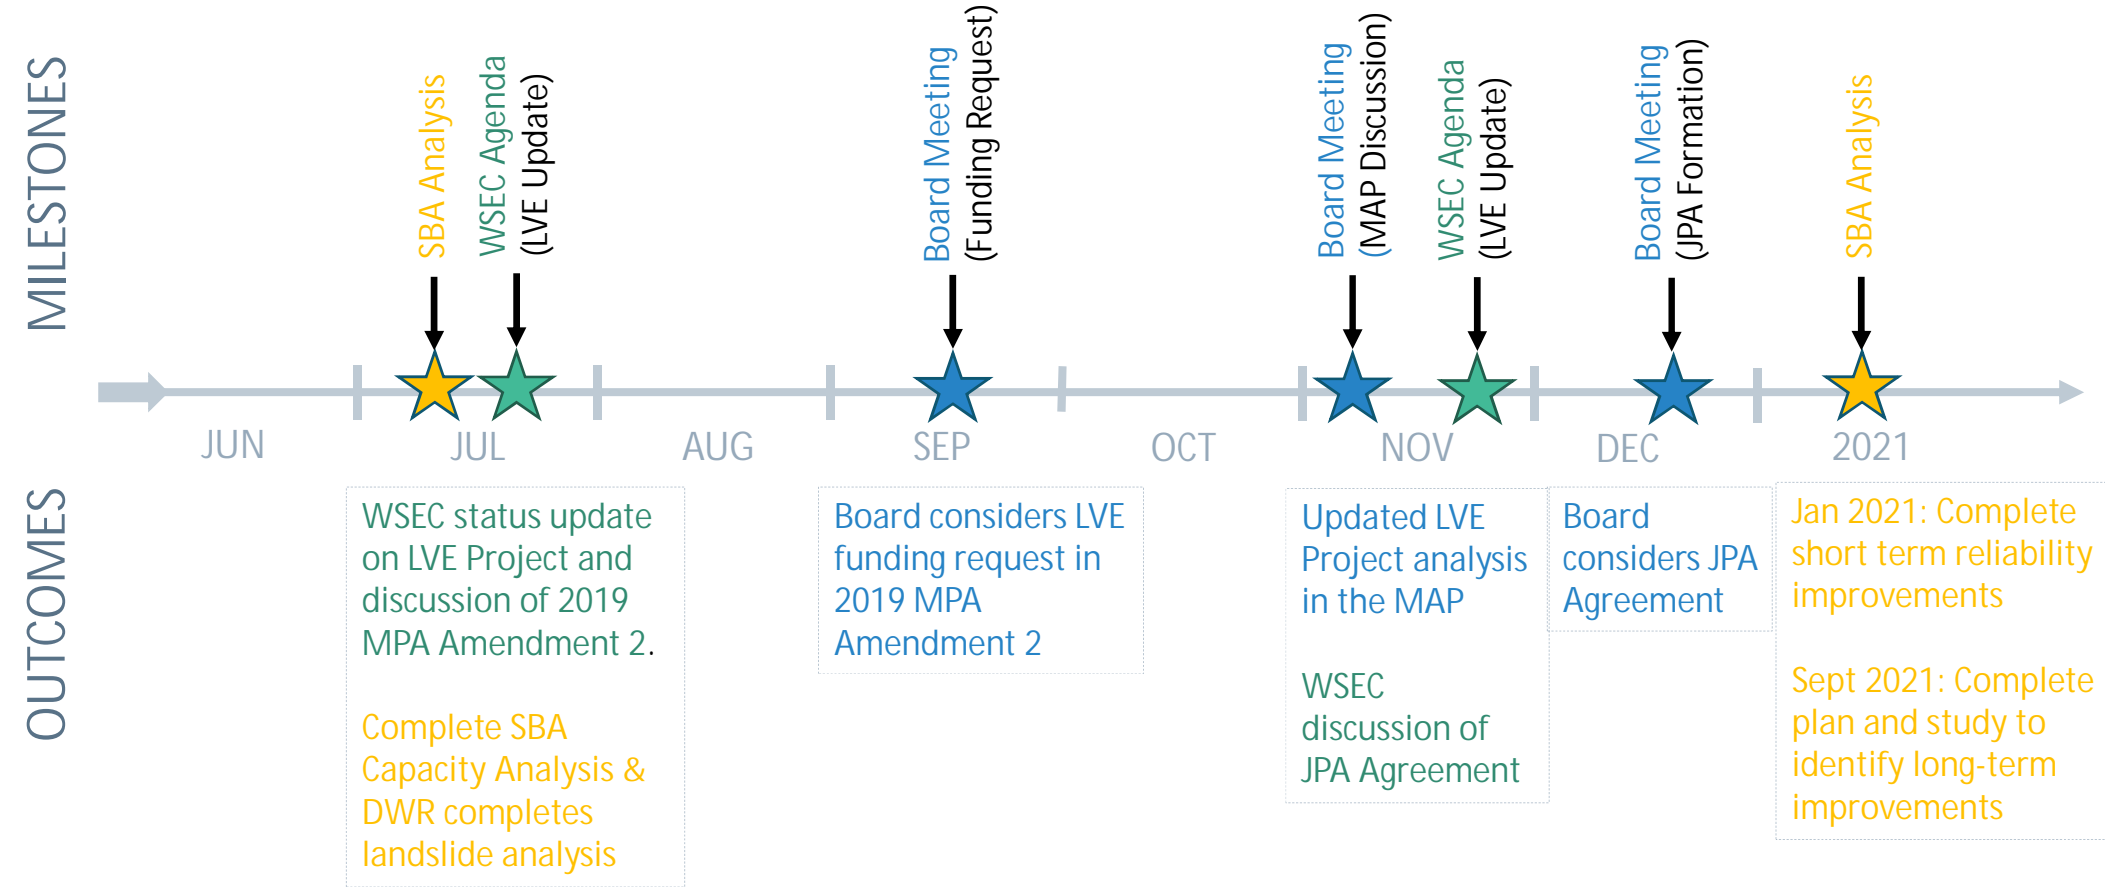 MILESTONES
SBA Analysis
WSEC Agenda
(LVE Update)
Board Meeting
(Funding Request)
Board Meeting
(MAP Discussion)
WSEC Agenda
(LVE Update)
Board Meeting
(JPA Formation)
SBA Analysis
JUN
JUL
AUG
SEP
OCT
NOV
DEC
2021
OUTCOMES
WSEC status update
on LVE Project and
discussion of 2019
MPA Amendment 2.
Complete SBA
Capacity Analysis &
DWR completes
landslide analysis
Board considers LVE
funding request in
2019 MPA
Amendment 2
Updated LVE
Project analysis
in the MAP
WSEC
discussion of
JPA Agreement
Board
considers JPA
Agreement
Jan 2021: Complete
short term reliability
improvements
Sept 2021: Complete
plan and study to
identify long-term
improvements